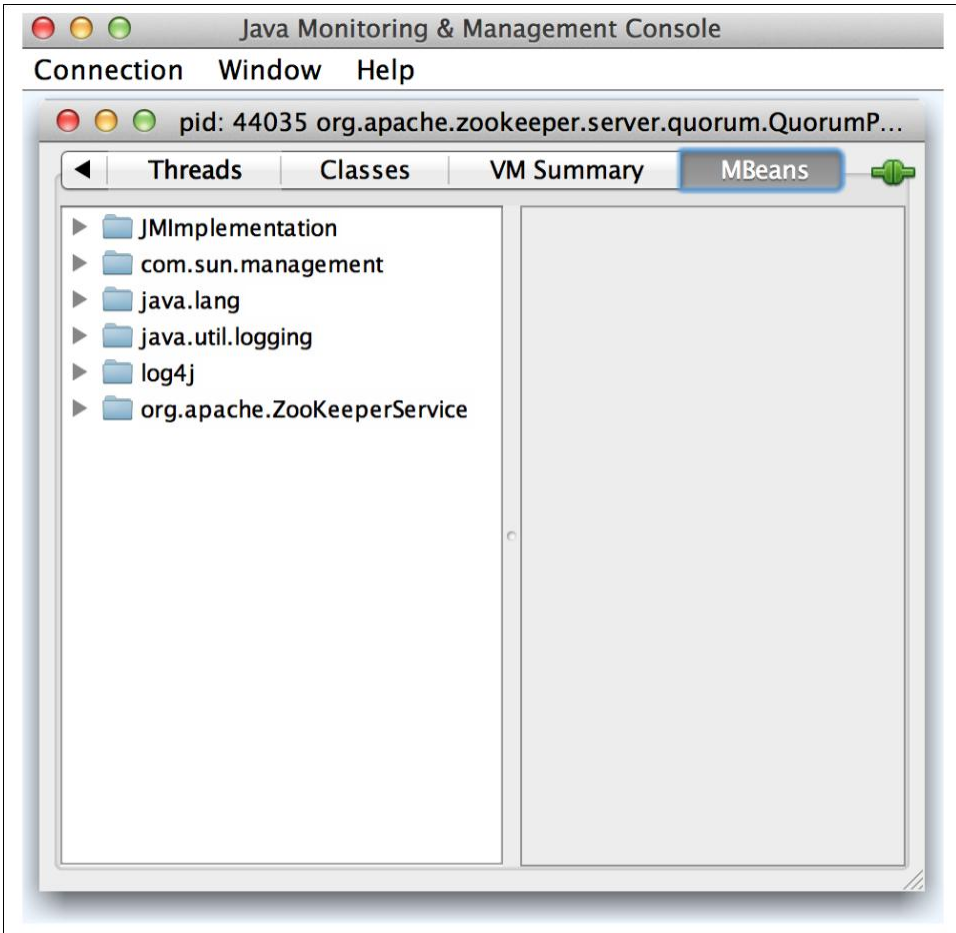 Java Monitoring & Management Console
Connection Window Help
pid: 44035 org.apache.zookeeper.server.quorum.QuorumP...
Threads Classes VM Summary MBeans
JMImplementation
com.sun.management
java.lang
java.util.logging
log4j
org.apache.ZooKeeperService